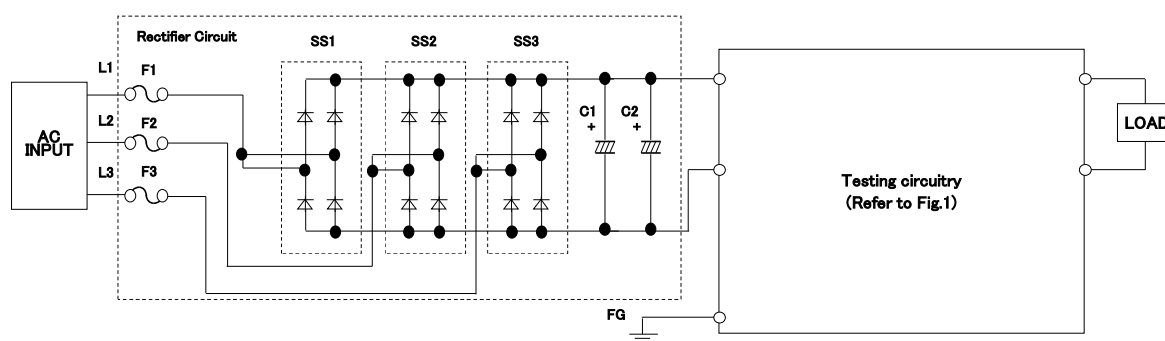 Rectifier Circuit
SS1
SS2
SS3
L1
F1
L2
F2
L3
F3
AC
INPUT
C1
+
C2
+
LOAD
Testing circuitry
(Refer to Fig.1)
FG